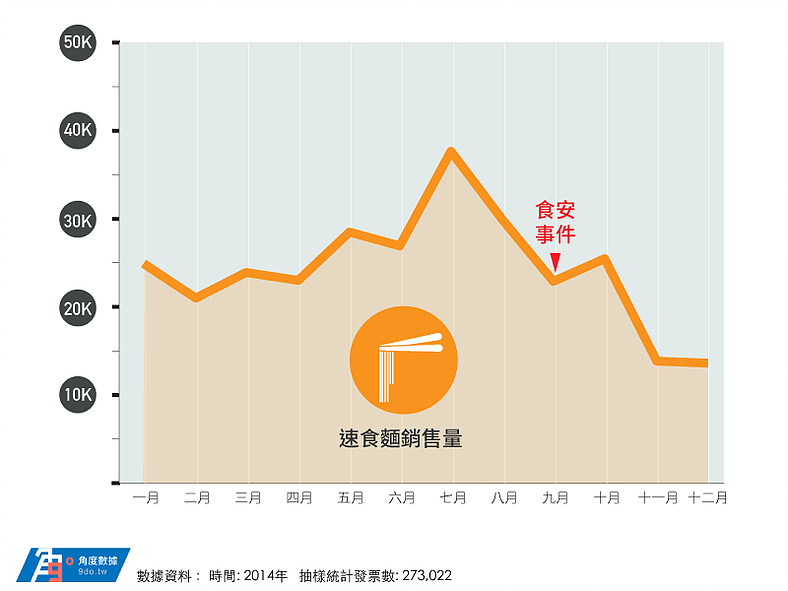 50K
40K
30K
20K
10K
食安
事件
速食麵銷售量
一月 二月 三月 四月 五月 六月 七月 八月 九月 十月 十一月 十二月
角度數據
9do.tw
數據資料： 時間: 2014年 抽樣統計發票數: 273,022